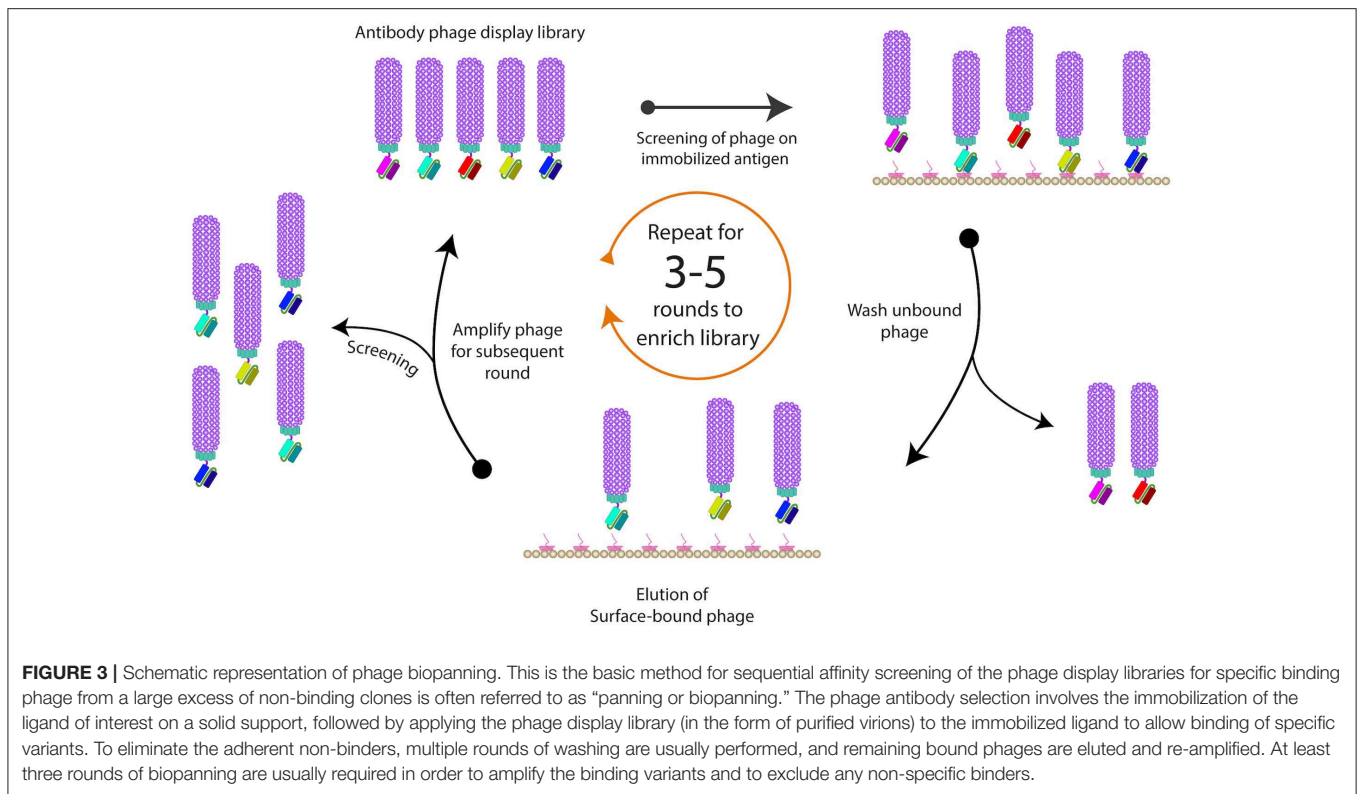 Antibody phage display library
Screening of phage on
immobilized antigen
Repeat for
3-5
rounds to
enrich library
Wash unbound
phage
Amplify phage
for subsequent
round
Screening
Elution of
Surface-bound phage
FIGURE 3 | Schematic representation of phage biopanning. This is the basic method for sequential affinity screening of the phage display libraries for specific binding
phage from a large excess of non-binding clones is often referred to as “panning or biopanning.” The phage antibody selection involves the immobilization of the
ligand of interest on a solid support, followed by applying the phage display library (in the form of purified virions) to the immobilized ligand to allow binding of specific
variants. To eliminate the adherent non-binders, multiple rounds of washing are usually performed, and remaining bound phages are eluted and re-amplified. At least
three rounds of biopanning are usually required in order to amplify the binding variants and to exclude any non-specific binders.